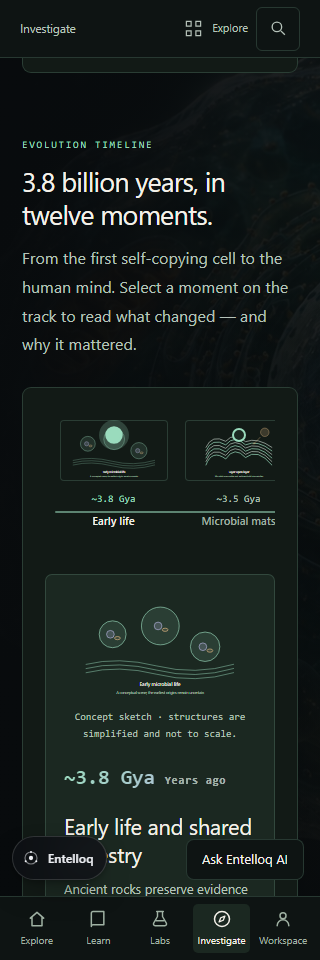 Investigate
Explore
EVOLUTION TIMELINE
3.8 billion years, in
twelve moments.
From the first self-copying cell to the
human mind. Select a moment on the
track to read what changed — and
why it mattered.
~3.8 Gya
~3.5 Gya
Early life
Microbial mats
Early microbial life
Concept sketch · structures are
simplified and not to scale.
~3.8 Gya Years ago
Early life and shared
estry
Ancient rocks preserve evidence
Entelloq
Ask Entelloq AI
Explore
Learn
Labs
Investigate
Workspace